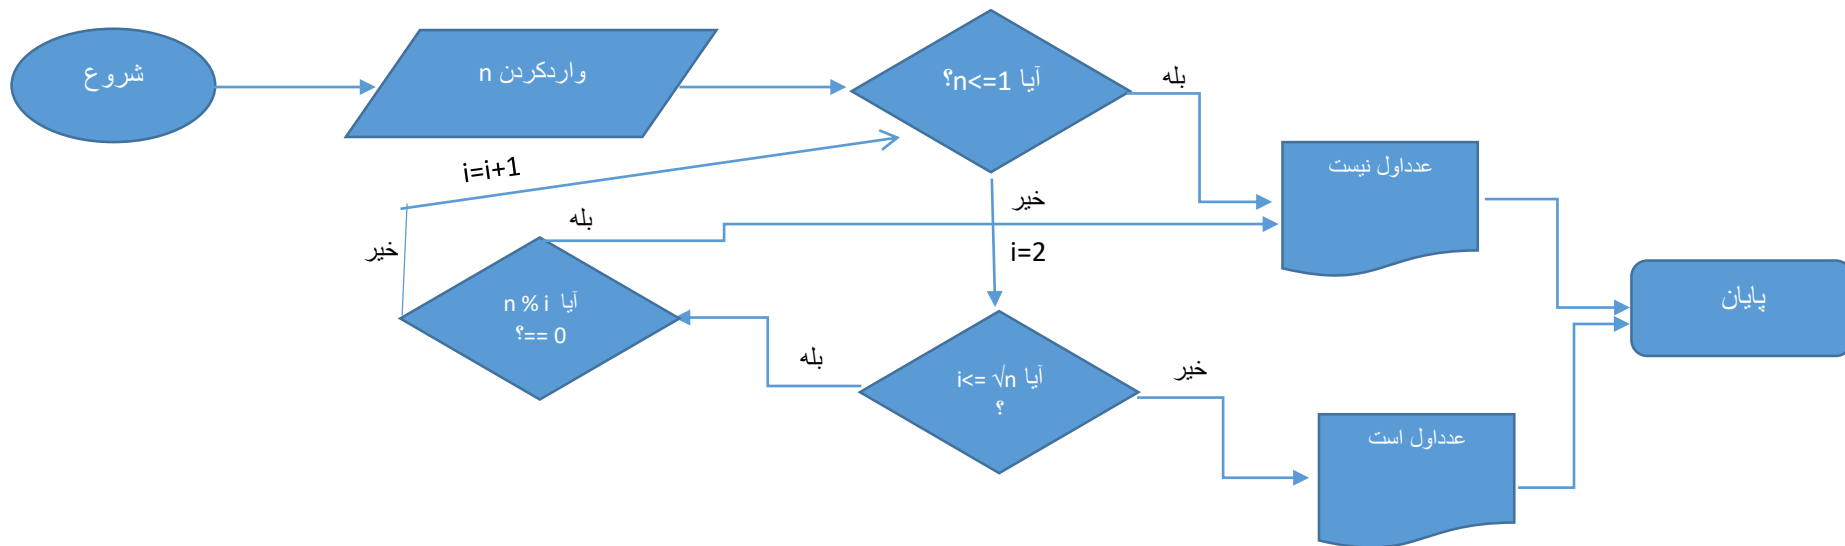 شروع
واردکردن n
آیا n<=1؟
بله
i=i+1
عدداول نیست
خیر
بله
خیر
i=2
آیا n % i
== 0؟
پایان
بله
آیا i<= √n
؟
خیر
عدداول است